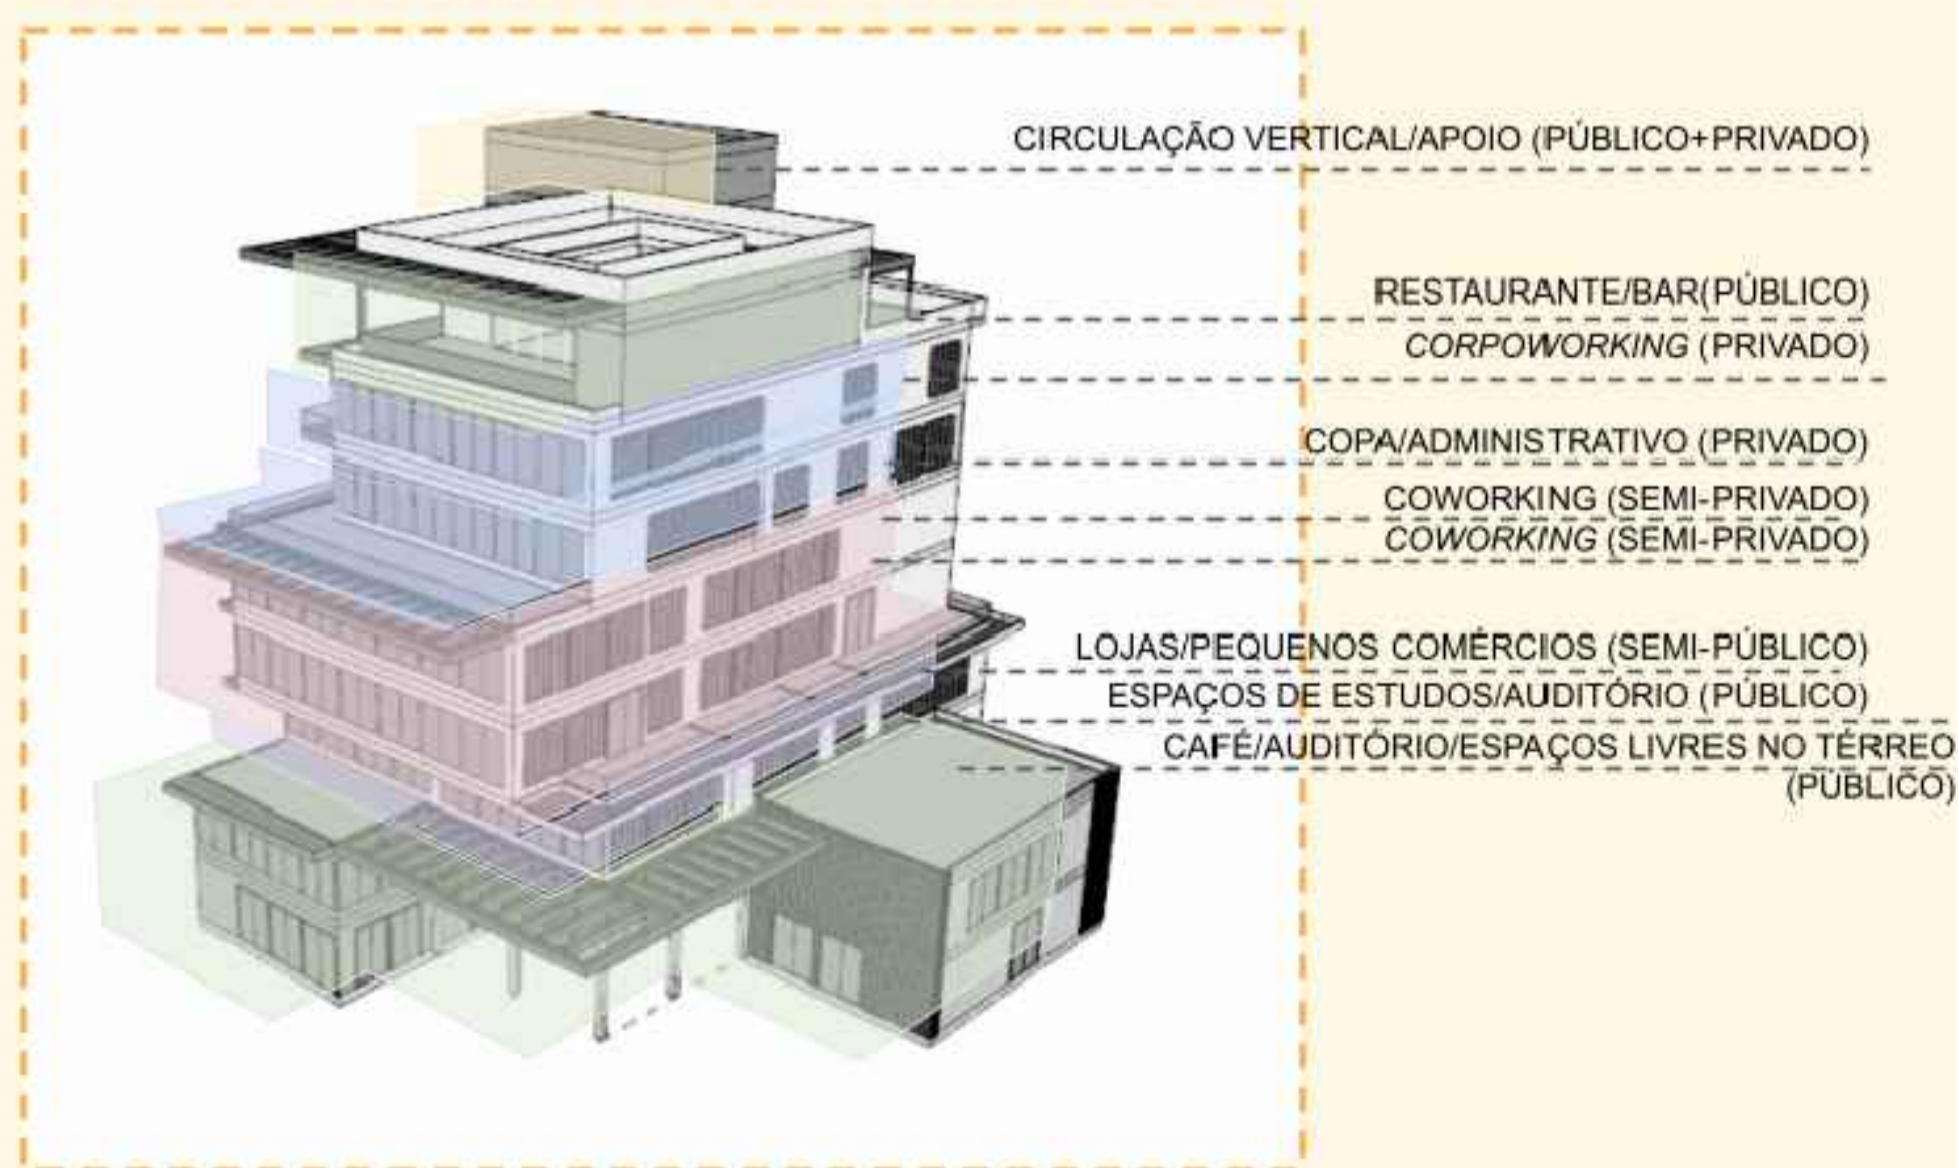 CIRCULAÇÃO VERTICAL/APOIO (PÚBLICO+PRIVADO)
RESTAURANTE/BAR(PÚBLICO)
CORPOWORKING (PRIVADO)
COPA/ADMINISTRATIVO (PRIVADO)
COWORKING (SEMI-PRIVADO)
COWORKING (SEMI-PRIVADO)
LOJAS/PEQUENOS COMÉRCIOS (SEMI-PÚBLICO)
ESPAÇOS DE ESTUDOS/AUDITÓRIO (PÚBLICO)
CAFÉ/AUDITÓRIO/ESPAÇOS LIVRES NO TÉRREO
(PÚBLICO)